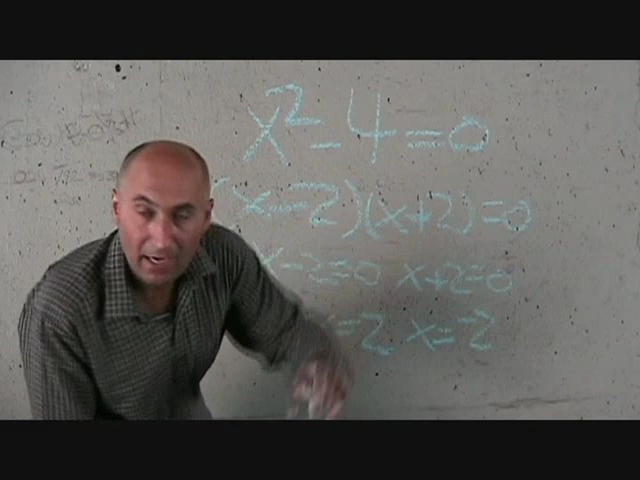 x²-4=0
(x-2)(x+2)=0
x-2=0 x+2=0
x=2 x=-2